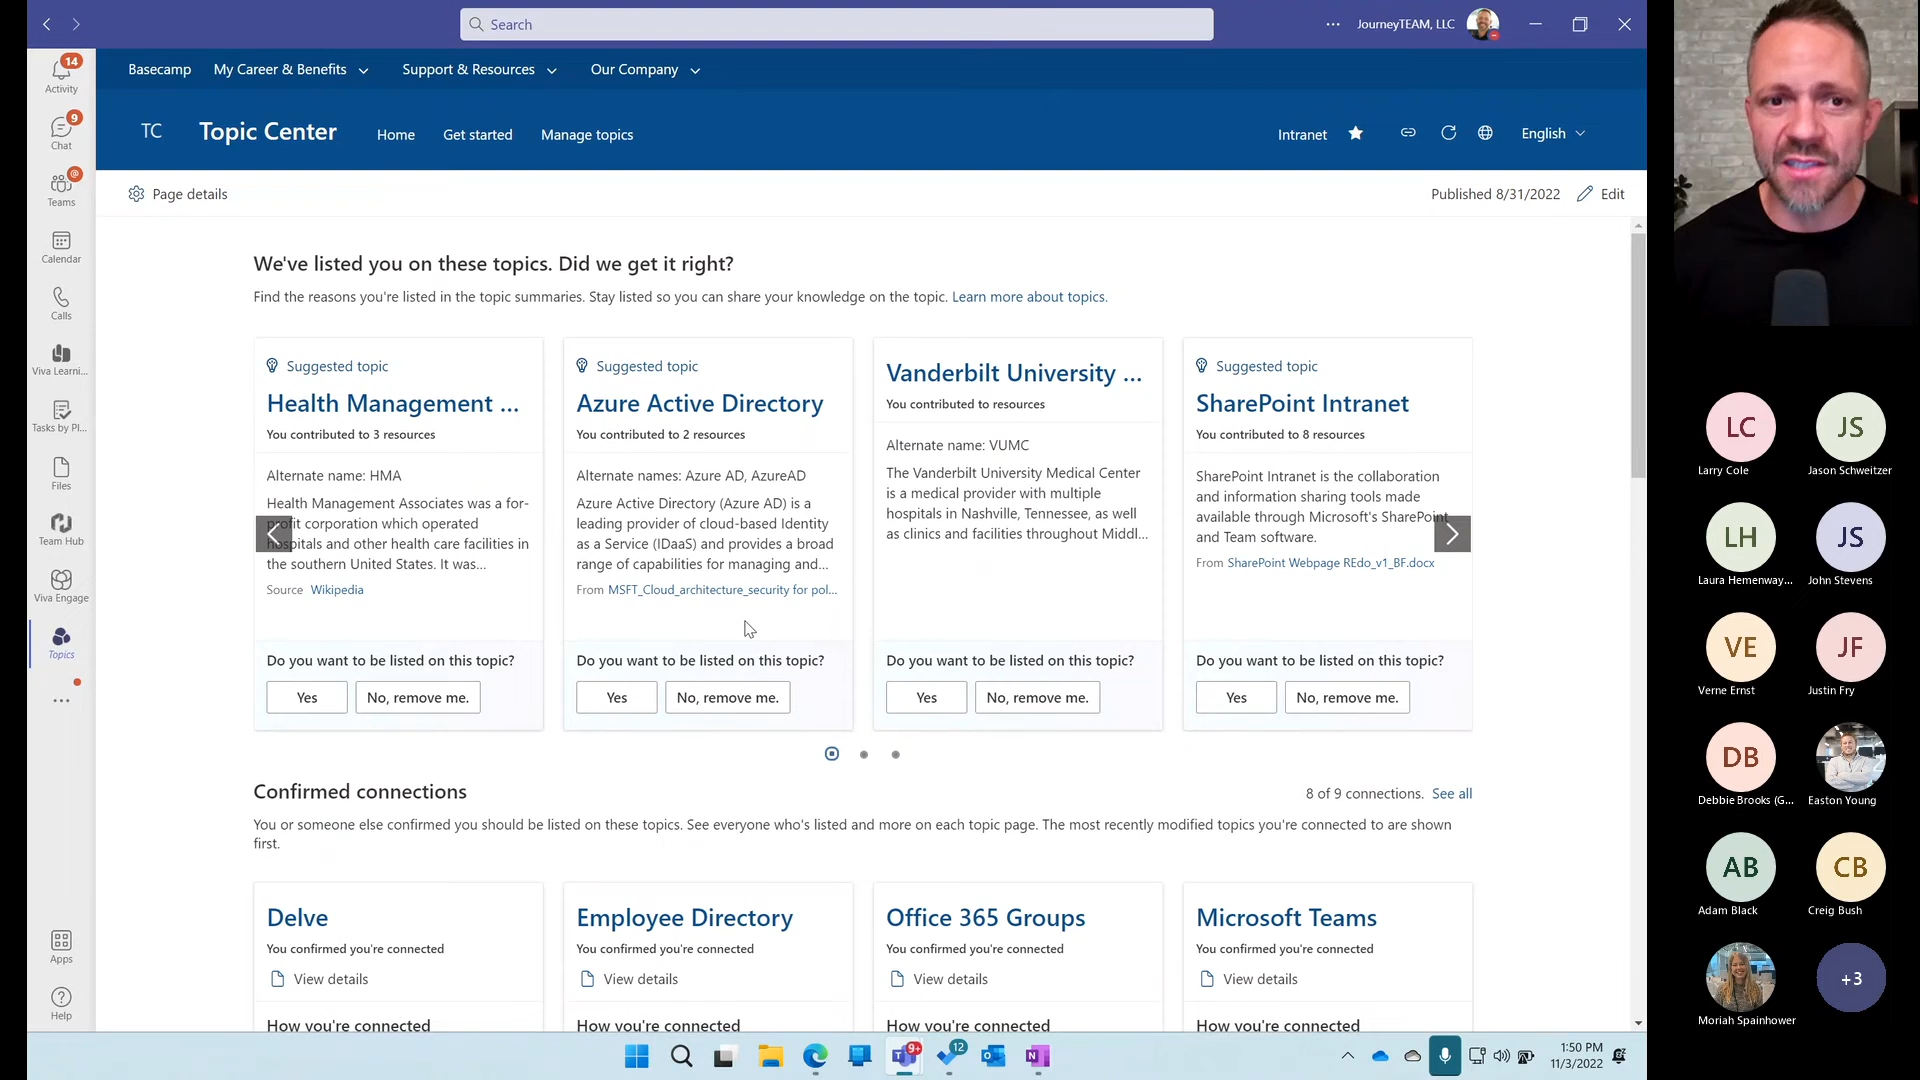 Search
JourneyTEAM, LLC
14
Activity
9
Chat
@
Teams
Calendar
Calls
Viva Learni...
Tasks by Pl...
Files
Team Hub
Viva Engage
Topics
Apps
Help
Basecamp
My Career & Benefits
Support & Resources
Our Company
TC
Topic Center
Home
Get started
Manage topics
Intranet
English
Page details
Published 8/31/2022
Edit
We've listed you on these topics. Did we get it right?
Find the reasons you're listed in the topic summaries. Stay listed so you can share your knowledge on the topic. Learn more about topics.
Suggested topic
Health Management ...
You contributed to 3 resources
Alternate name: HMA
Health Management Associates was a for-
profit corporation which operated
hospitals and other health care facilities in
the southern United States. It was...
Source Wikipedia
Do you want to be listed on this topic?
Yes
No, remove me.
Suggested topic
Azure Active Directory
You contributed to 2 resources
Alternate names: Azure AD, AzureAD
Azure Active Directory (Azure AD) is a
leading provider of cloud-based Identity
as a Service (IDaaS) and provides a broad
range of capabilities for managing and...
From MSFT_Cloud_architecture_security for pol...
Do you want to be listed on this topic?
Yes
No, remove me.
Vanderbilt University ...
You contributed to resources
Alternate name: VUMC
The Vanderbilt University Medical Center
is a medical provider with multiple
hospitals in Nashville, Tennessee, as well
as clinics and facilities throughout Middl...
Do you want to be listed on this topic?
Yes
No, remove me.
Suggested topic
SharePoint Intranet
You contributed to 8 resources
SharePoint Intranet is the collaboration
and information sharing tools made
available through Microsoft's SharePoint
and Team software.
From SharePoint Webpage REdo_v1_BF.docx
Do you want to be listed on this topic?
Yes
No, remove me.
Confirmed connections
8 of 9 connections. See all
You or someone else confirmed you should be listed on these topics. See everyone who's listed and more on each topic page. The most recently modified topics you're connected to are shown
first.
Delve
You confirmed you're connected
View details
How you're connected
Employee Directory
You confirmed you're connected
View details
How you're connected
Office 365 Groups
You confirmed you're connected
View details
How you're connected
Microsoft Teams
You confirmed you're connected
View details
How you're connected
LC
Larry Cole
JS
Jason Schweitzer
LH
Laura Hemenway...
JS
John Stevens
VE
Verne Ernst
JF
Justin Fry
DB
Debbie Brooks (G...
Easton Young
AB
Adam Black
CB
Creig Bush
Moriah Spainhower
+3
9+
12
1:50 PM
11/3/2022